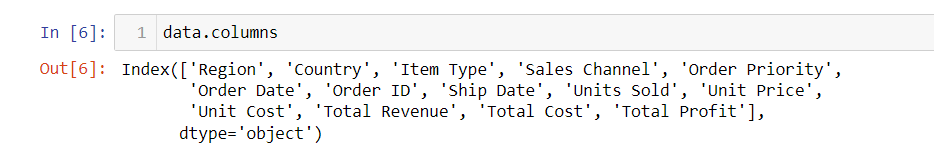 In [6]: 1 data.columns
Out[6]: Index(['Region', 'Country', 'Item Type', 'Sales Channel', 'Order Priority',
'Order Date', 'Order ID', 'Ship Date', 'Units Sold', 'Unit Price',
'Unit Cost', 'Total Revenue', 'Total Cost', 'Total Profit'],
dtype='object')